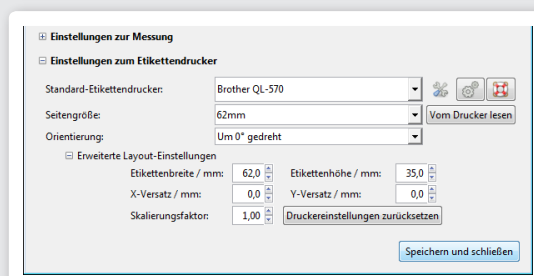 Einstellungen zur Messung
Einstellungen zum Etikettendrucker
Standard-Etikettendrucker: Brother QL-570
Seitengröße: 62mm Vom Drucker lesen
Orientierung: Um 0° gedreht
Erweiterte Layout-Einstellungen
Etikettenbreite / mm: 62,0 Etikettenhöhe / mm: 35,0
X-Versatz / mm: 0,0 Y-Versatz / mm: 0,0
Skalierungsfaktor: 1,00 Druckereinstellungen zurücksetzen
Speichern und schließen